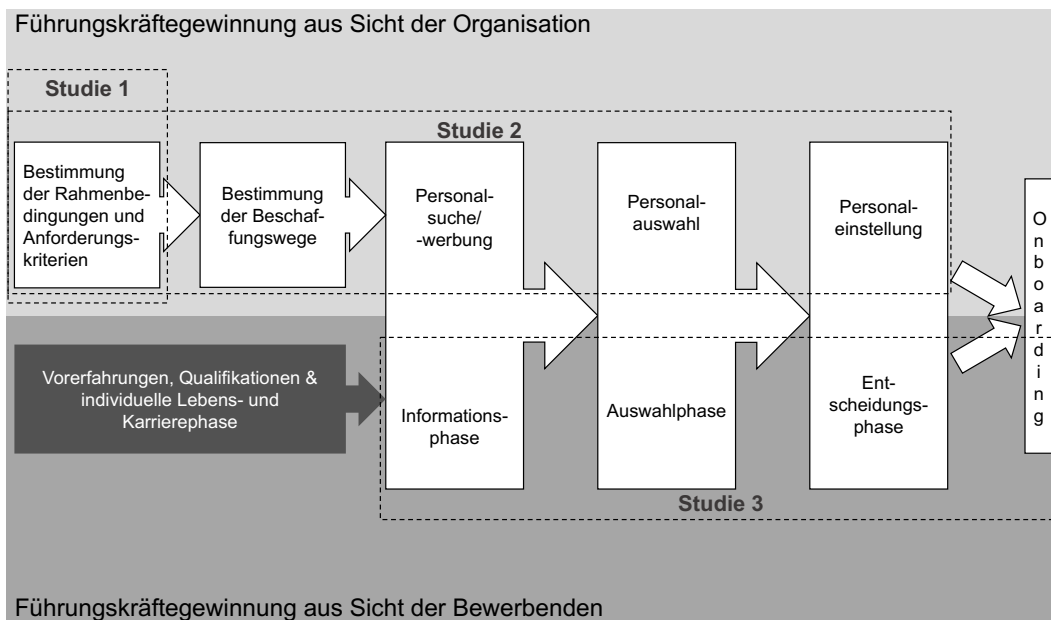 Führungskräftegewinnung aus Sicht der Organisation
Studie 1
Studie 2
Bestimmung
der Rahmenbe-
dingungen und
Anforderungs-
kriterien
Bestimmung
der Beschaf-
fungswege
Personal-
suche/
-werbung
Personal-
auswahl
Personal-
einstellung
Onboarding
Vorerfahrungen, Qualifikationen &
individuelle Lebens- und
Karrierephase
Informations-
phase
Auswahlphase
Ent-
scheidungs-
phase
Studie 3
Führungskräftegewinnung aus Sicht der Bewerbenden